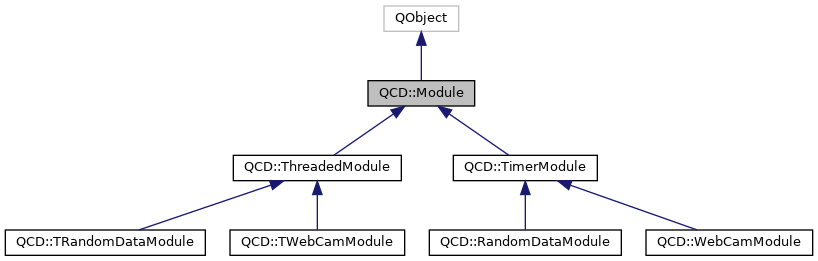 QObject
QCD::Module
QCD::ThreadedModule
QCD::TimerModule
QCD::TRandomDataModule
QCD::TWebCamModule
QCD::RandomDataModule
QCD::WebCamModule